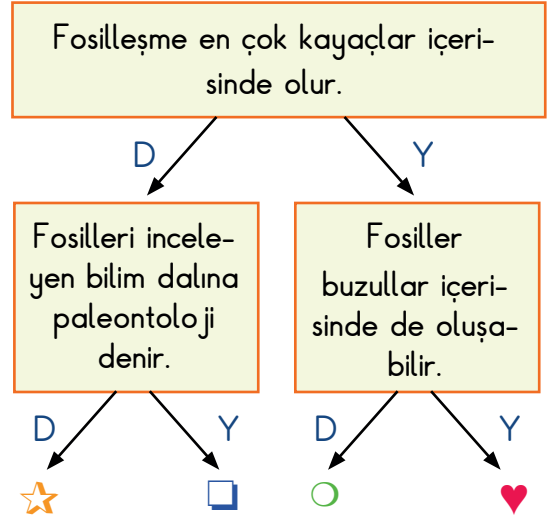 Fosilleşme en çok kayaçlar içeri-
sinde olur.
D
Y
Fosilleri incele-
yen bilim dalına
paleontoloji
denir.
Fosiller
buzullar içeri-
sinde de oluşa-
bilir.
D
Y
D
Y